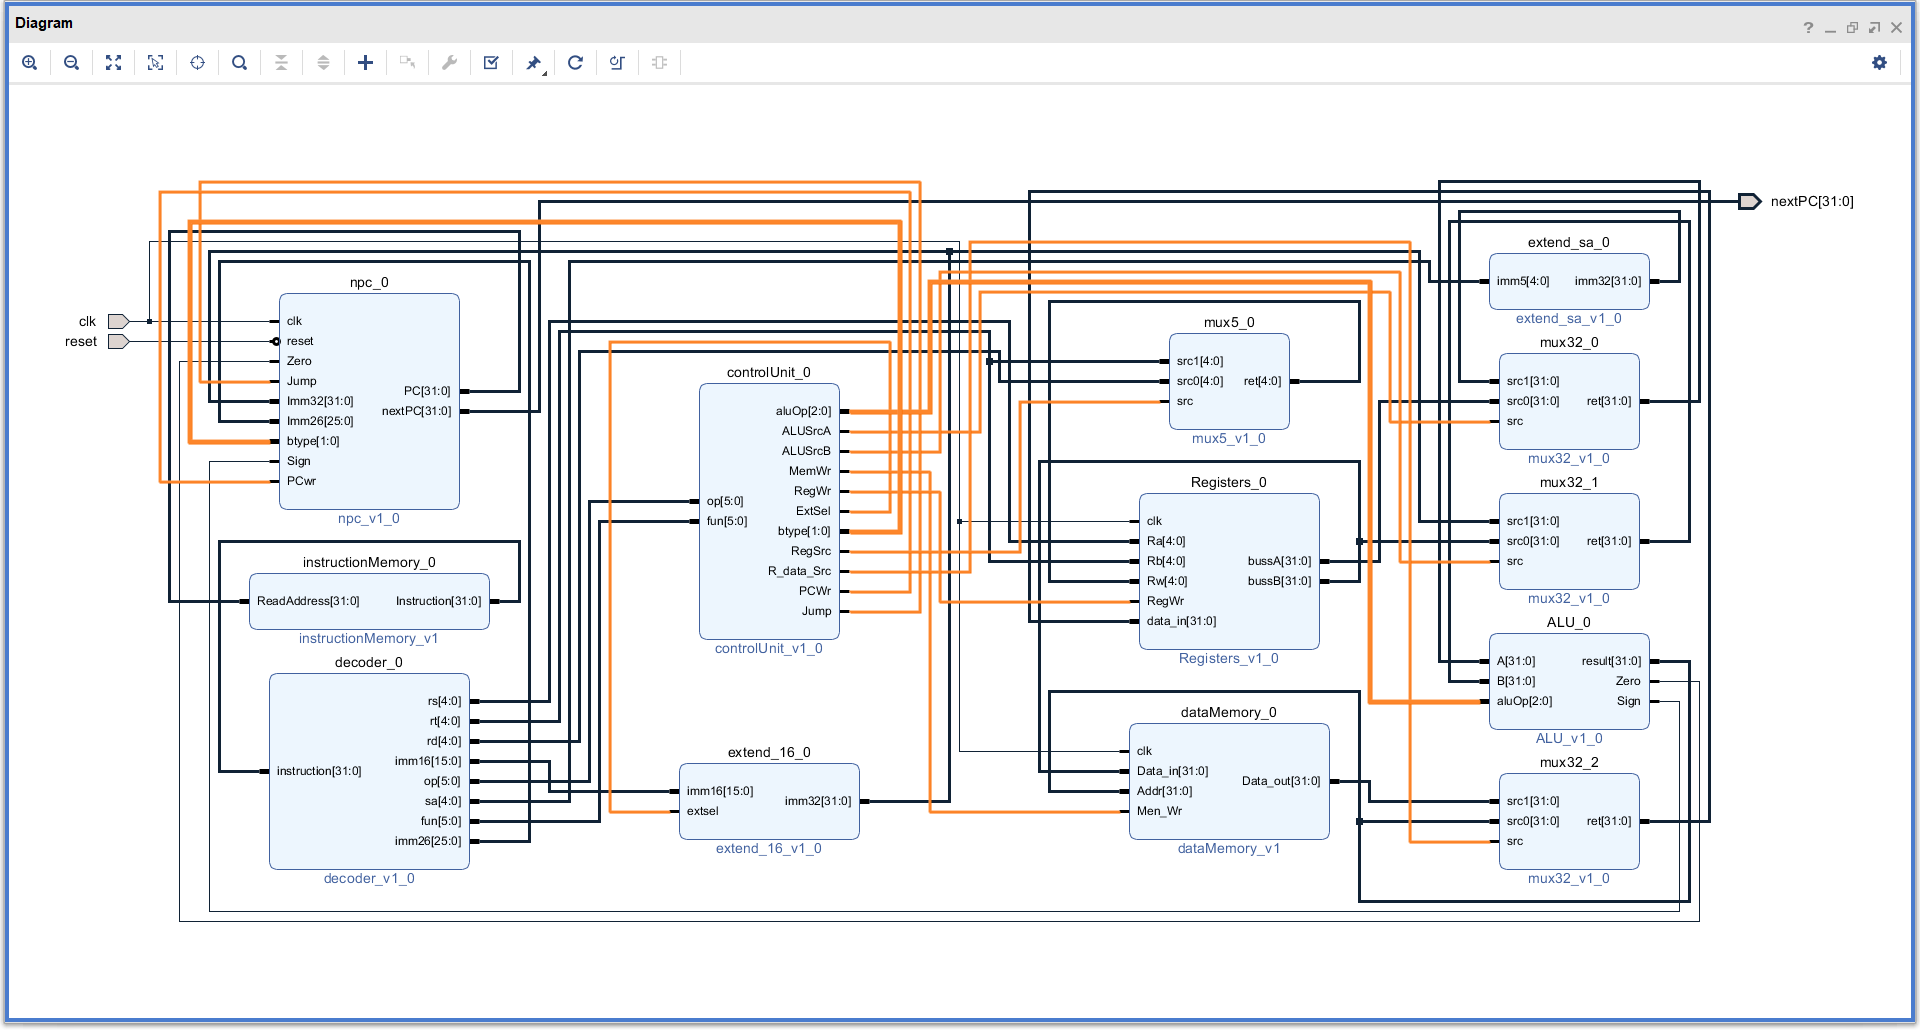 Diagram
?
nextPC[31:0]
clk
reset
npc_0
clk
reset
Zero
Jump
Imm32[31:0]
Imm26[25:0]
btype[1:0]
Sign
PCwr
PC[31:0]
nextPC[31:0]
npc_v1_0
instructionMemory_0
ReadAddress[31:0]
Instruction[31:0]
instructionMemory_v1
decoder_0
instruction[31:0]
rs[4:0]
rt[4:0]
rd[4:0]
imm16[15:0]
op[5:0]
sa[4:0]
fun[5:0]
imm26[25:0]
decoder_v1_0
controlUnit_0
op[5:0]
fun[5:0]
aluOp[2:0]
ALUSrcA
ALUSrcB
MemWr
RegWr
ExtSel
btype[1:0]
RegSrc
R_data_Src
PCWr
Jump
controlUnit_v1_0
extend_16_0
imm16[15:0]
extsel
imm32[31:0]
extend_16_v1_0
mux5_0
src1[4:0]
src0[4:0]
src
ret[4:0]
mux5_v1_0
Registers_0
clk
Ra[4:0]
Rb[4:0]
Rw[4:0]
RegWr
data_in[31:0]
bussA[31:0]
bussB[31:0]
Registers_v1_0
dataMemory_0
clk
Data_in[31:0]
Addr[31:0]
Men_Wr
Data_out[31:0]
dataMemory_v1
extend_sa_0
imm5[4:0]
imm32[31:0]
extend_sa_v1_0
mux32_0
src1[31:0]
src0[31:0]
src
ret[31:0]
mux32_v1_0
mux32_1
src1[31:0]
src0[31:0]
src
ret[31:0]
mux32_v1_0
ALU_0
A[31:0]
B[31:0]
aluOp[2:0]
result[31:0]
Zero
Sign
ALU_v1_0
mux32_2
src1[31:0]
src0[31:0]
src
ret[31:0]
mux32_v1_0